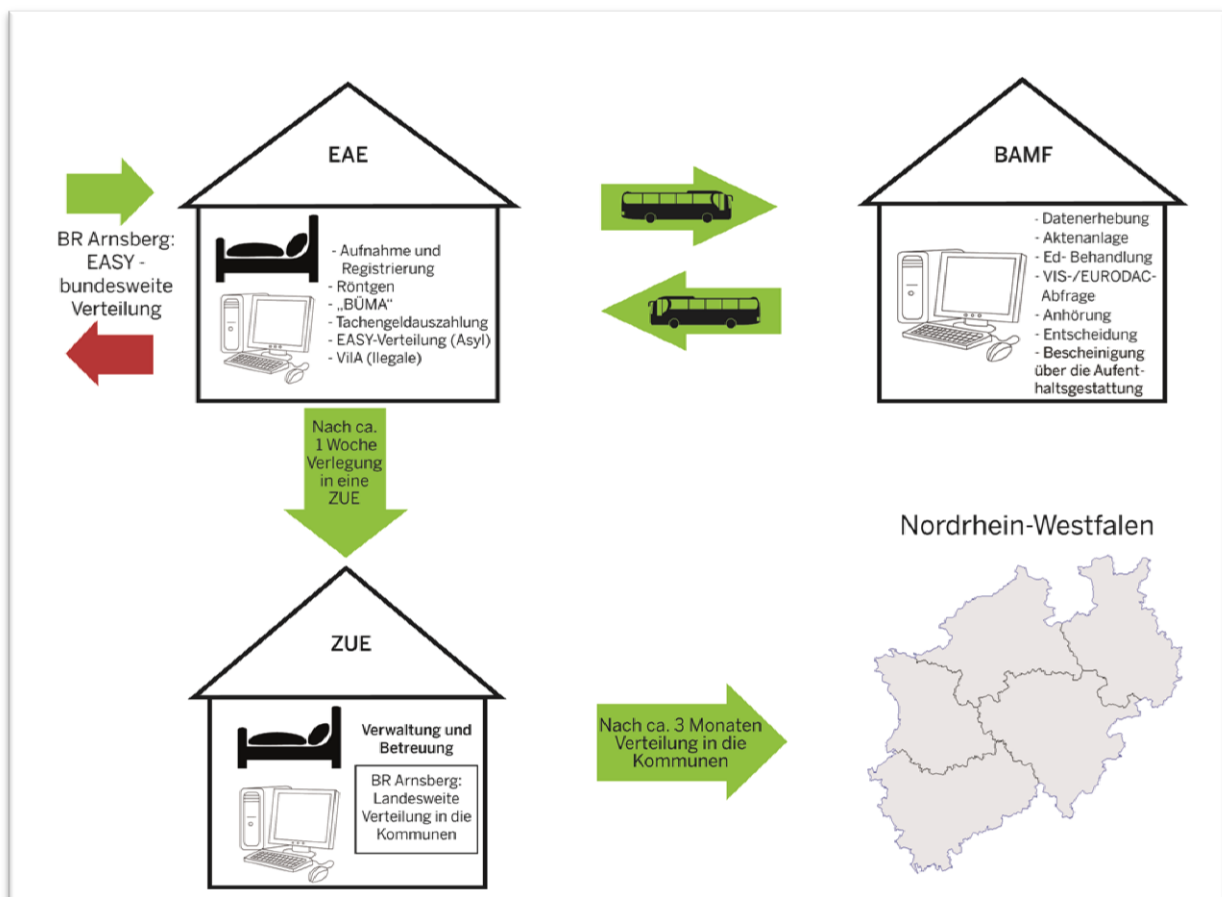 BR Arnsberg:
EASY -
bundesweite
Verteilung
EAE
- Aufnahme und
Registrierung
- Röntgen
- „BÜMA“
- Tachengeldauszahlung
- EASY-Verteilung (Asyl)
- VilA (Ilegale)
BAMF
- Datenerhebung
- Aktenanlage
- Ed- Behandlung
- VIS-/EURODAC-
Abfrage
- Anhörung
- Entscheidung
- Bescheinigung
über die Aufent-
haltsgestattung
Nach ca.
1 Woche
Verlegung
in eine
ZUE
ZUE
Verwaltung und
Betreuung
BR Arnsberg:
Landesweite
Verteilung in die
Kommunen
Nach ca. 3 Monaten
Verteilung in die
Kommunen
Nordrhein-Westfalen